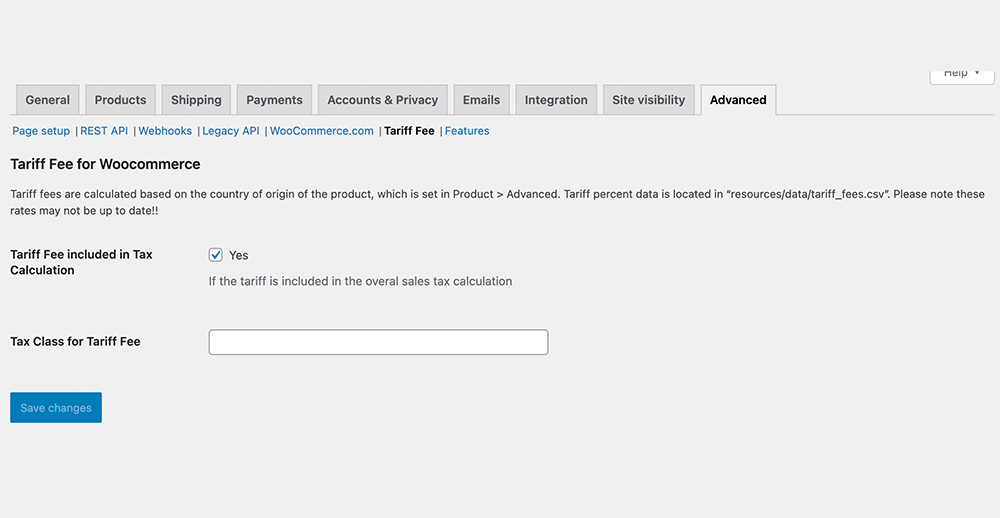 Help
General Products Shipping Payments Accounts & Privacy Emails Integration Site visibility Advanced
Page setup | REST API | Webhooks | Legacy API | WooCommerce.com | Tariff Fee | Features
Tariff Fee for Woocommerce
Tariff fees are calculated based on the country of origin of the product, which is set in Product > Advanced. Tariff percent data is located in “resources/data/tariff_fees.csv”. Please note these
rates may not be up to date!!
Tariff Fee included in Tax
Calculation
Yes
If the tariff is included in the overal sales tax calculation
Tax Class for Tariff Fee
Save changes